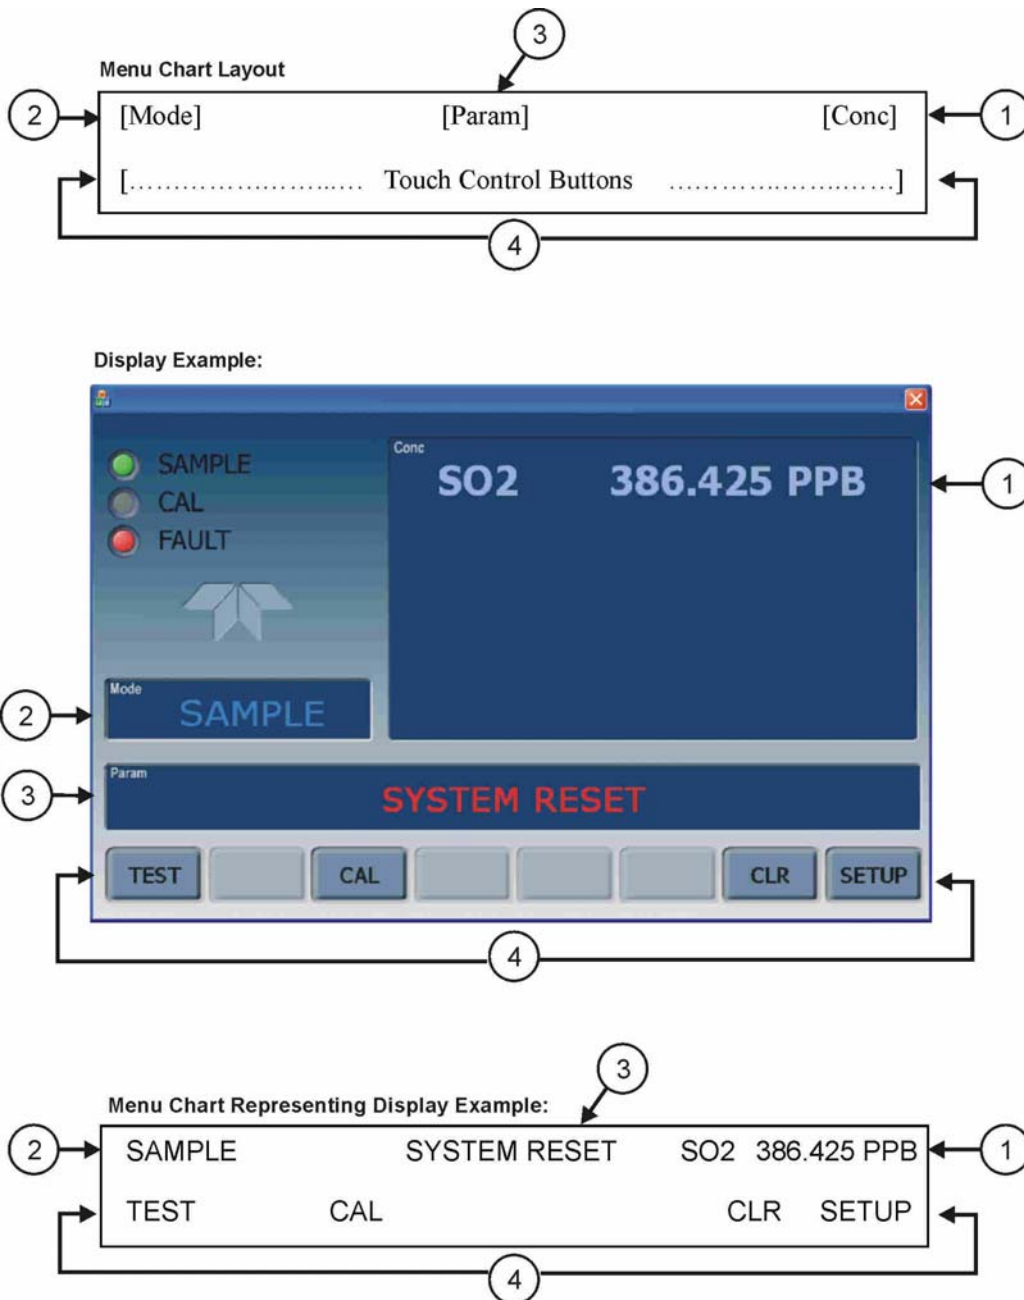 3
Menu Chart Layout
2 [Mode] [Param] [Conc] 1
[........................ Touch Control Buttons ........................]
4
Display Example:
SAMPLE
CAL
FAULT
Conc
SO2 386.425 PPB
1
Mode
2 SAMPLE
Param
3 SYSTEM RESET
TEST CAL CLR SETUP
4
3
Menu Chart Representing Display Example:
2 SAMPLE SYSTEM RESET SO2 386.425 PPB 1
TEST CAL CLR SETUP
4